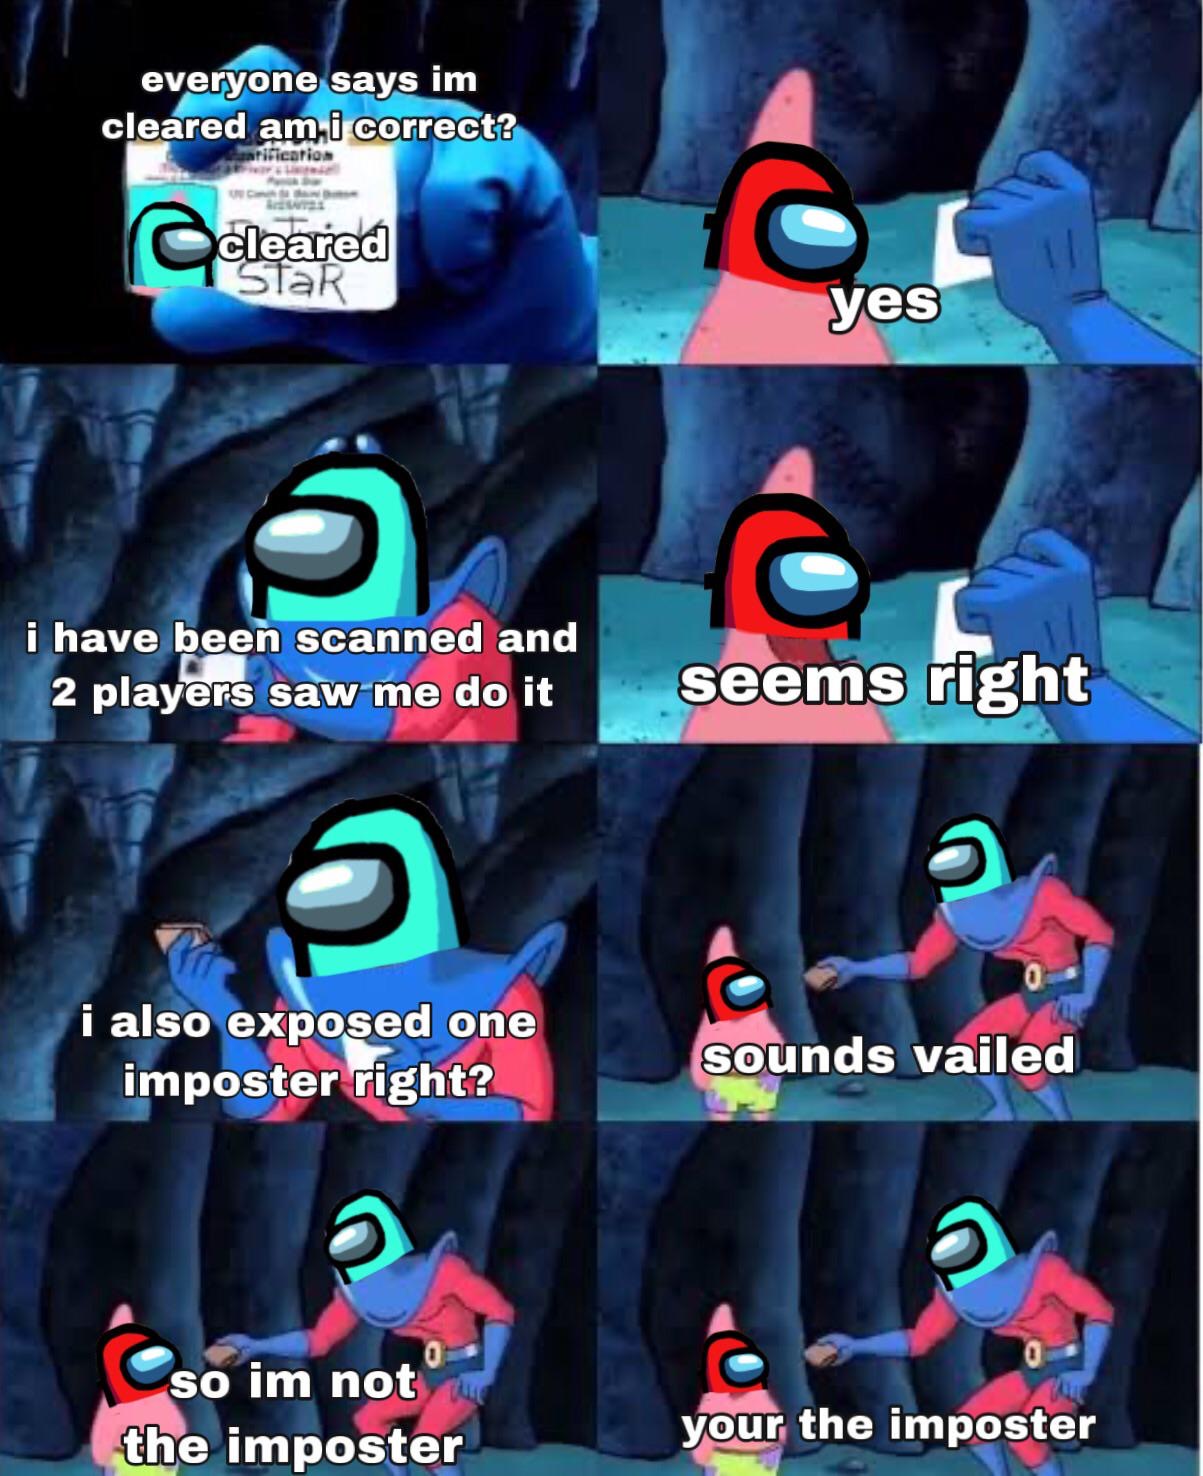 everyone says im
cleared am i correct?
cleared
STaR
yes
i have been scanned and
2 players saw me do it
seems right
i also exposed one
imposter right?
sounds vailed
so im not
the imposter
your the imposter